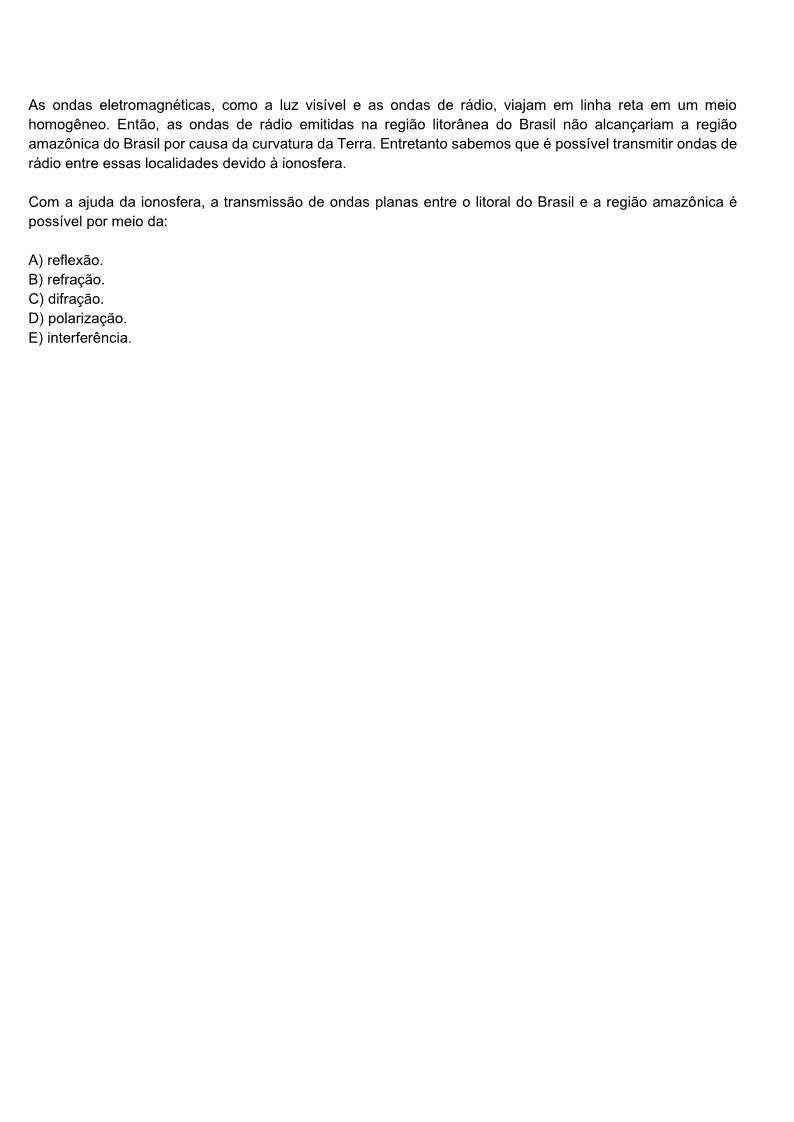 As ondas eletromagnéticas, como a luz visível e as ondas de rádio, viajam em linha reta em um meio
homogêneo. Então, as ondas de rádio emitidas na região litorânea do Brasil não alcançariam a região
amazônica do Brasil por causa da curvatura da Terra. Entretanto sabemos que é possível transmitir ondas de
rádio entre essas localidades devido à ionosfera.
Com a ajuda da ionosfera, a transmissão de ondas planas entre o litoral do Brasil e a região amazônica é
possível por meio da:
A) reflexão.
B) refração.
C) difração.
D) polarização.
E) interferência.